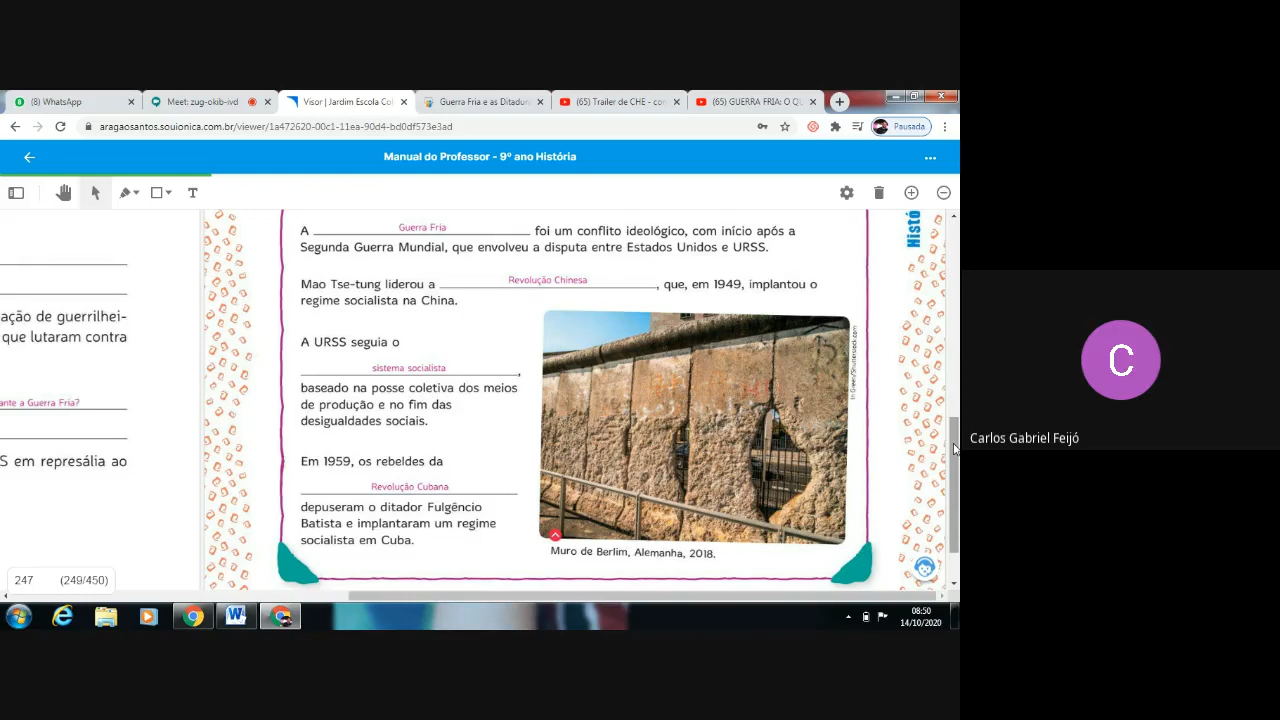 (8) WhatsApp
Meet: zug-okib-ivd
Visor | Jardim Escola Col
Guerra Fria e as Ditadur
(65) Trailer de CHE - con
(65) GUERRA FRIA: O QU
aragaosantos.souionica.com.br/viewer/1a472620-00c1-11ea-90d4-bd0df573e3ad
Pausada
Manual do Professor - 9º ano História
T
Histó
A Guerra Fria foi um conflito ideológico, com início após a
Segunda Guerra Mundial, que envolveu a disputa entre Estados Unidos e URSS.
Mao Tse-tung liderou a Revolução Chinesa, que, em 1949, implantou o
regime socialista na China.
ação de guerrilhei-
que lutaram contra
ante a Guerra Fria?
S em represália ao
A URSS seguia o
sistema socialista,
baseado na posse coletiva dos meios
de produção e no fim das
desigualdades sociais.
Em 1959, os rebeldes da
Revolução Cubana
depuseram o ditador Fulgêncio
Batista e implantaram um regime
socialista em Cuba.
Muro de Berlim, Alemanha, 2018.
247 (249/450)
08:50
14/10/2020
C
Carlos Gabriel Feijó